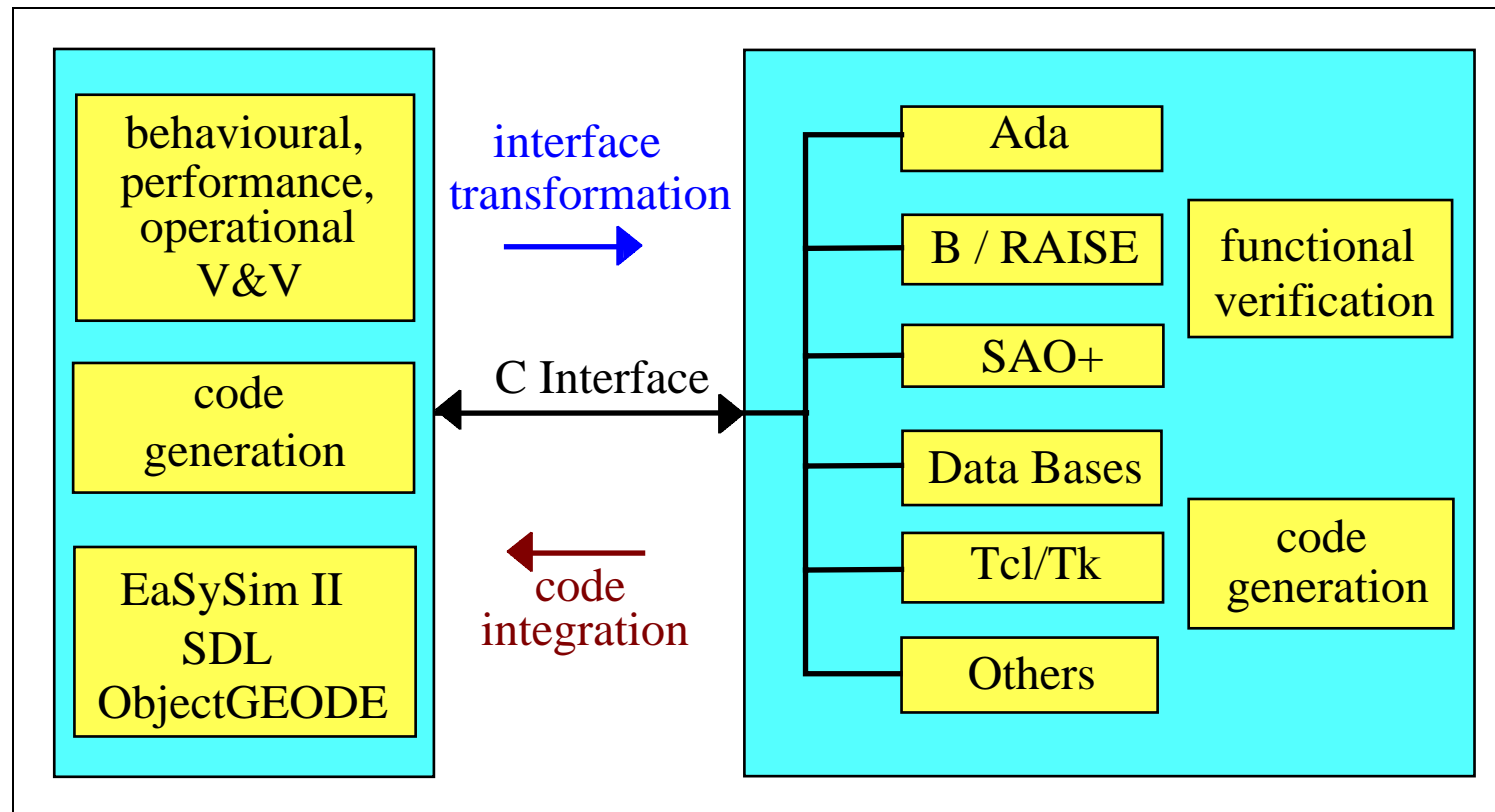 behavioural,
performance,
operational
V&V
code
generation
EaSySim II
SDL
ObjectGEODE
interface
transformation
C Interface
code
integration
Ada
B / RAISE
SAO+
Data Bases
Tcl/Tk
Others
functional
verification
code
generation